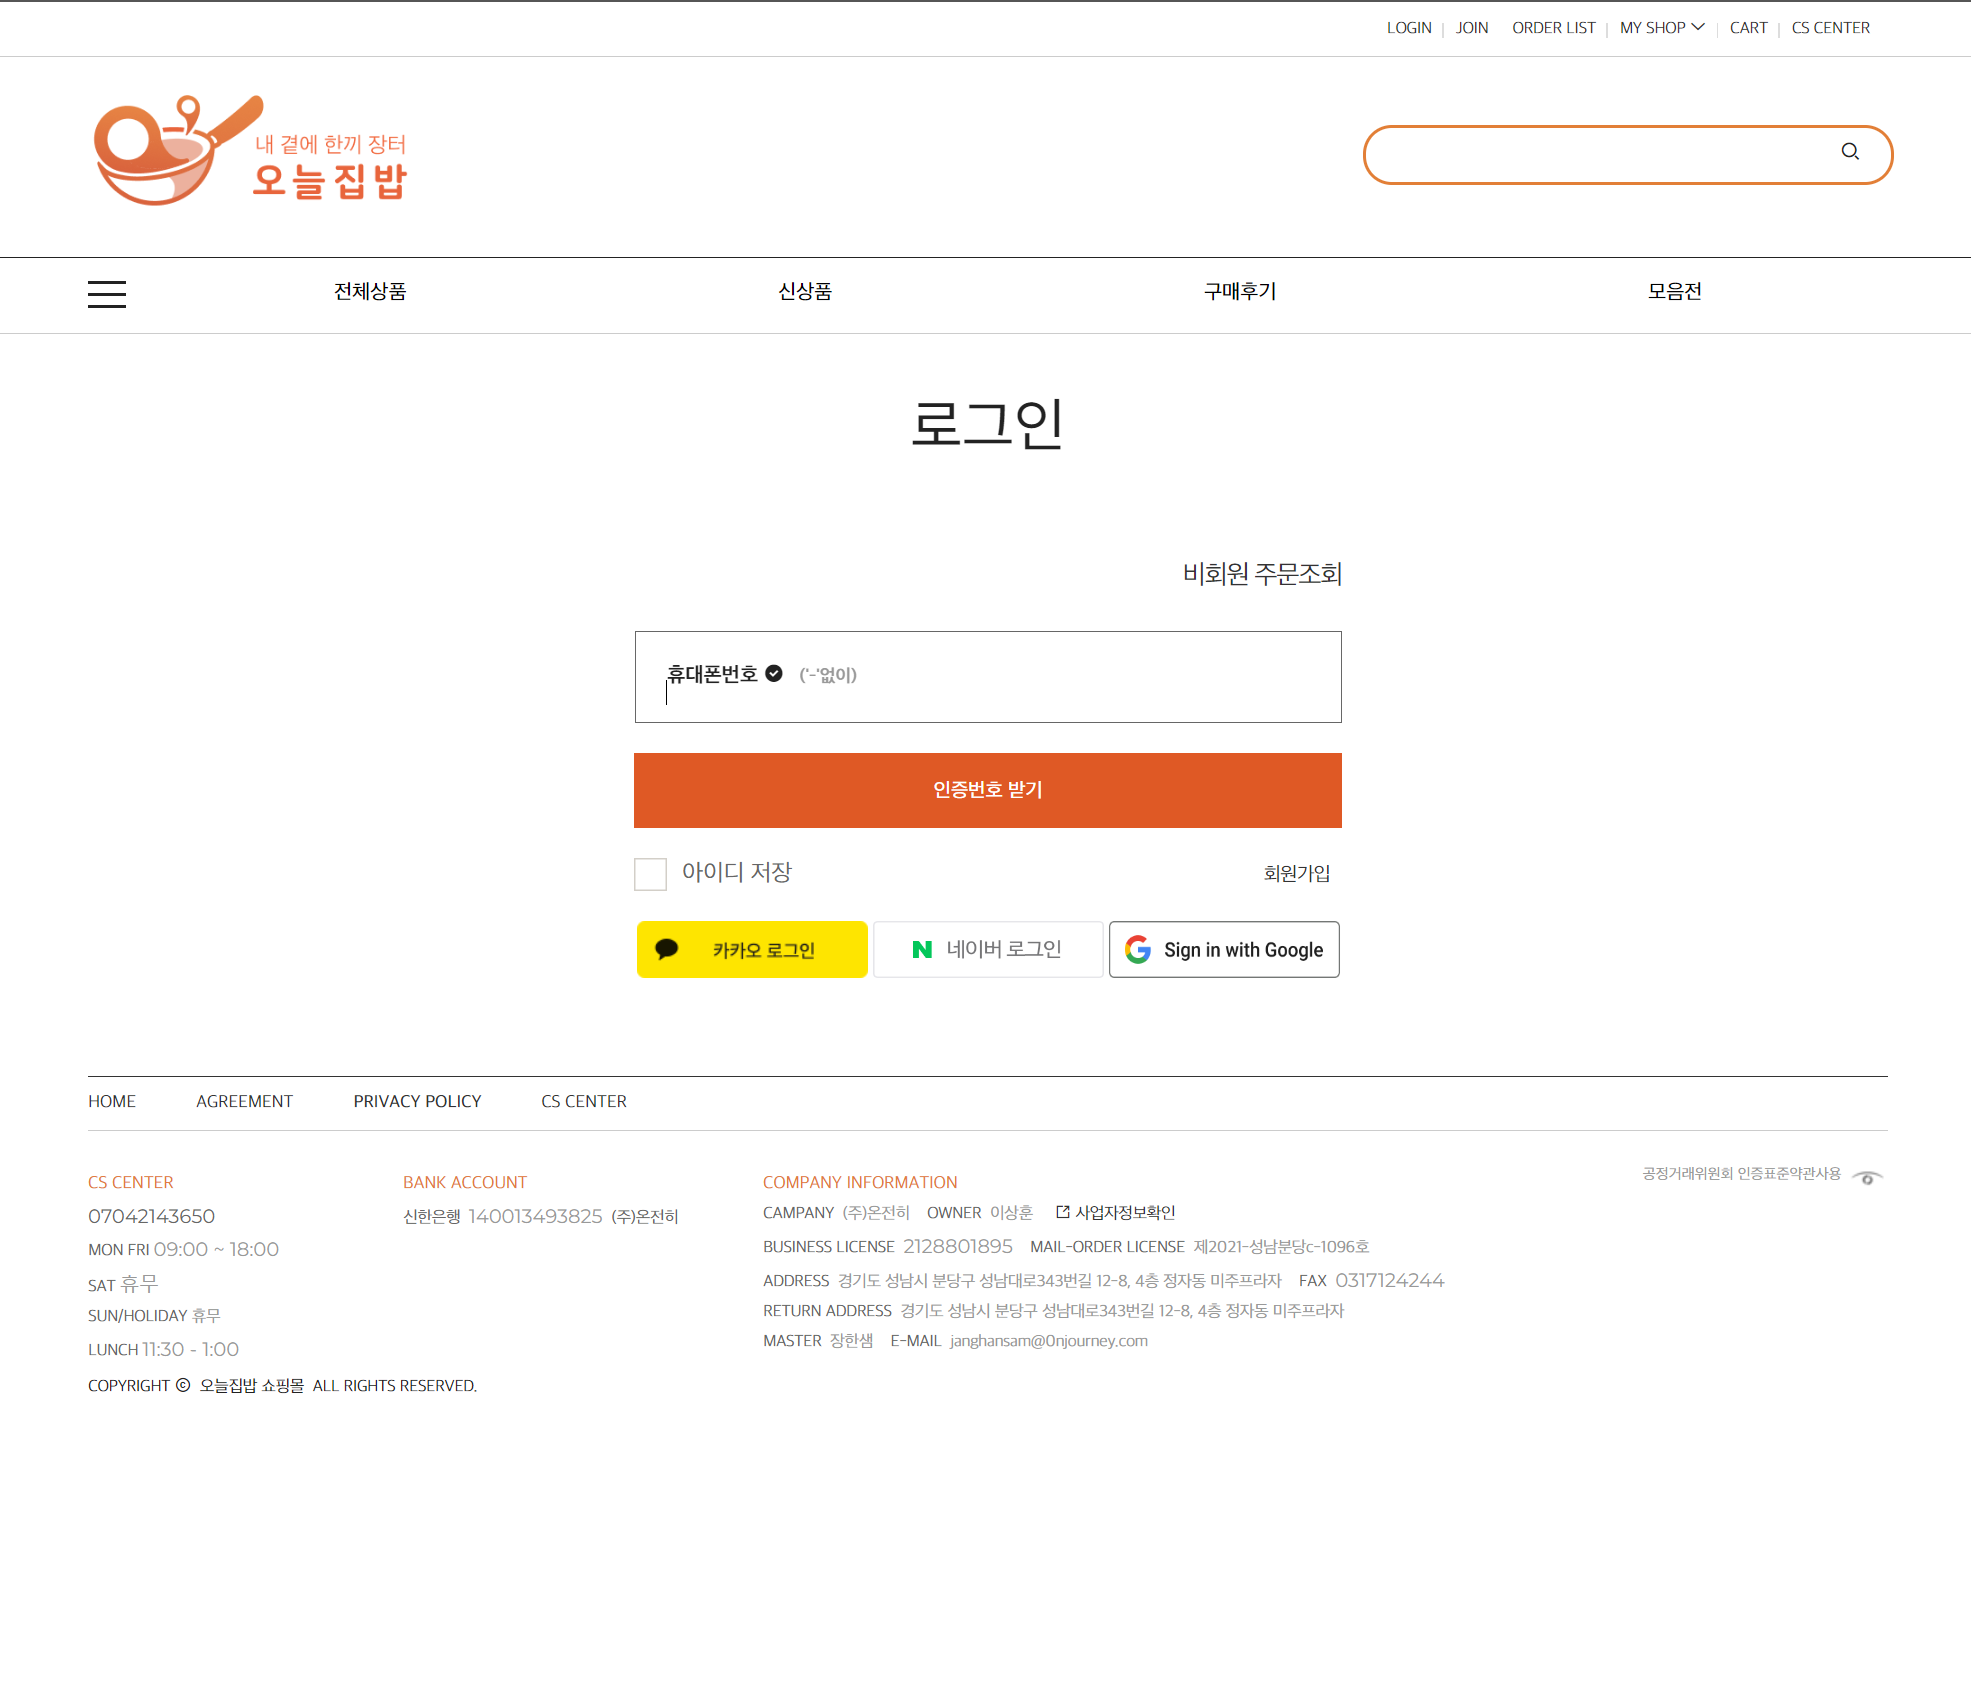 LOGIN JOIN ORDER LIST MY SHOP CART CS CENTER
내 곁에 한끼 장터
오늘집밥
전체상품 신상품 구매후기 모음전
로그인
비회원 주문조회
휴대폰번호 ('-'없이)
인증번호 받기
아이디 저장 회원가입
카카오 로그인 네이버 로그인 Sign in with Google
HOME AGREEMENT PRIVACY POLICY CS CENTER
CS CENTER
07042143650
MON FRI 09:00 ~ 18:00
SAT 휴무
SUN/HOLIDAY 휴무
LUNCH 11:30 - 1:00
BANK ACCOUNT
신한은행 140013493825 (주)온전히
COMPANY INFORMATION
CAMPANY (주)온전히 OWNER 이상훈 사업자정보확인
BUSINESS LICENSE 2128801895 MAIL-ORDER LICENSE 제2021-성남분당c-1096호
ADDRESS 경기도 성남시 분당구 성남대로343번길 12-8, 4층 정자동 미주프라자 FAX 0317124244
RETURN ADDRESS 경기도 성남시 분당구 성남대로343번길 12-8, 4층 정자동 미주프라자
MASTER 장한샘 E-MAIL janghansam@0njourney.com
공정거래위원회 인증표준약관사용
COPYRIGHT ⓒ 오늘집밥 쇼핑몰 ALL RIGHTS RESERVED.